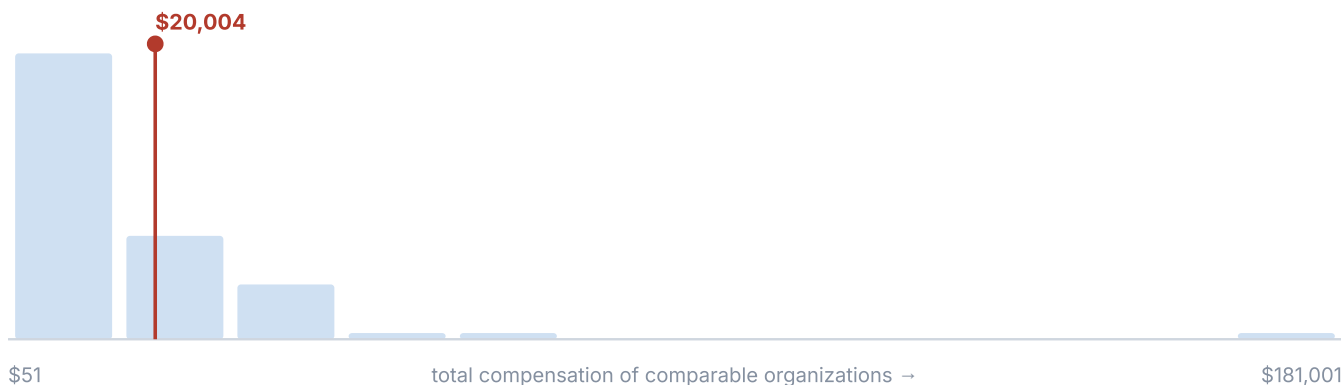 $20,004
$51 total compensation of comparable organizations → $181,001